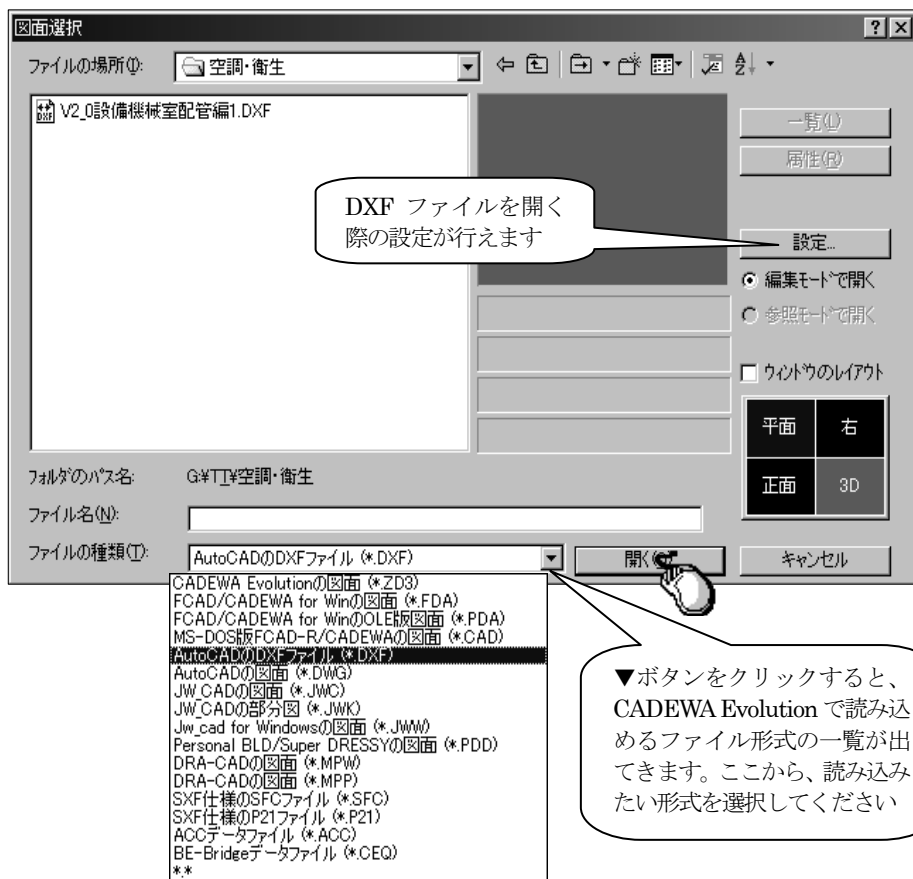 図面選択
ファイルの場所(I):
空調・衛生
V2_0設備機械室配管編1.DXF
一覧(L)
属性(R)
DXF ファイルを開く
際の設定が行えます
設定...
編集モードで開く
参照モードで開く
ウィンドウのレイアウト
平面
右
正面
3D
フォルダのパス名:
G:¥TT¥空調・衛生
ファイル名(N):
ファイルの種類(T):
AutoCADのDXFファイル (*.DXF)
開く
キャンセル
CADEWA Evolutionの図面 (*.ZD3)
FCAD/CADEWA for Winの図面 (*.FDA)
FCAD/CADEWA for WinのOLE版図面 (*.PDA)
MS-DOS版FCAD-R/CADEWAの図面 (*.CAD)
AutoCADのDXFファイル (*.DXF)
AutoCADの図面 (*.DWG)
JW_CADの図面 (*.JWC)
JW_CADの部分図 (*.JWK)
Jw_cad for Windowsの図面 (*.JWW)
Personal BLD/Super DRESSYの図面 (*.PDD)
DRA-CADの図面 (*.MPW)
DRA-CADの図面 (*.MPP)
SXF仕様のSFCファイル (*.SFC)
SXF仕様のP21ファイル (*.P21)
ACCデータファイル (*.ACC)
BE-Bridgeデータファイル (*.CEQ)
*.*
▼ボタンをクリックすると、
CADEWA Evolution で読み込
めるファイル形式の一覧が出
てきます。ここから、読み込み
たい形式を選択してください